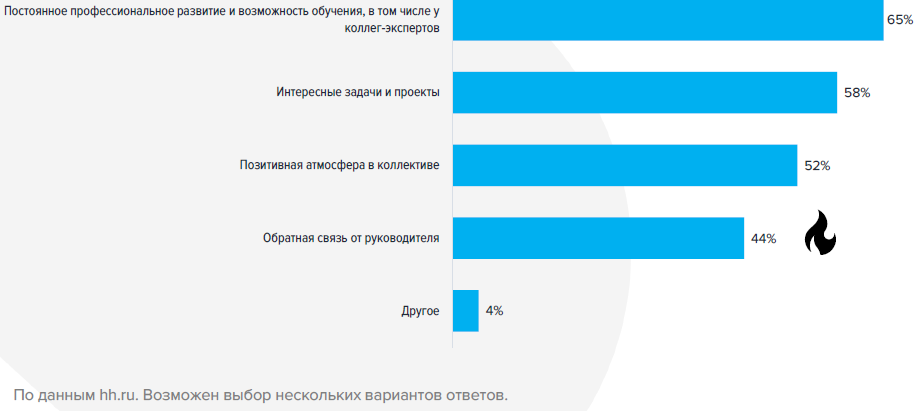 Постоянное профессиональное развитие и возможность обучения, в том числе у
коллег-экспертов
65%
Интересные задачи и проекты
58%
Позитивная атмосфера в коллективе
52%
Обратная связь от руководителя
44%
Другое
4%
По данным hh.ru. Возможен выбор нескольких вариантов ответов.